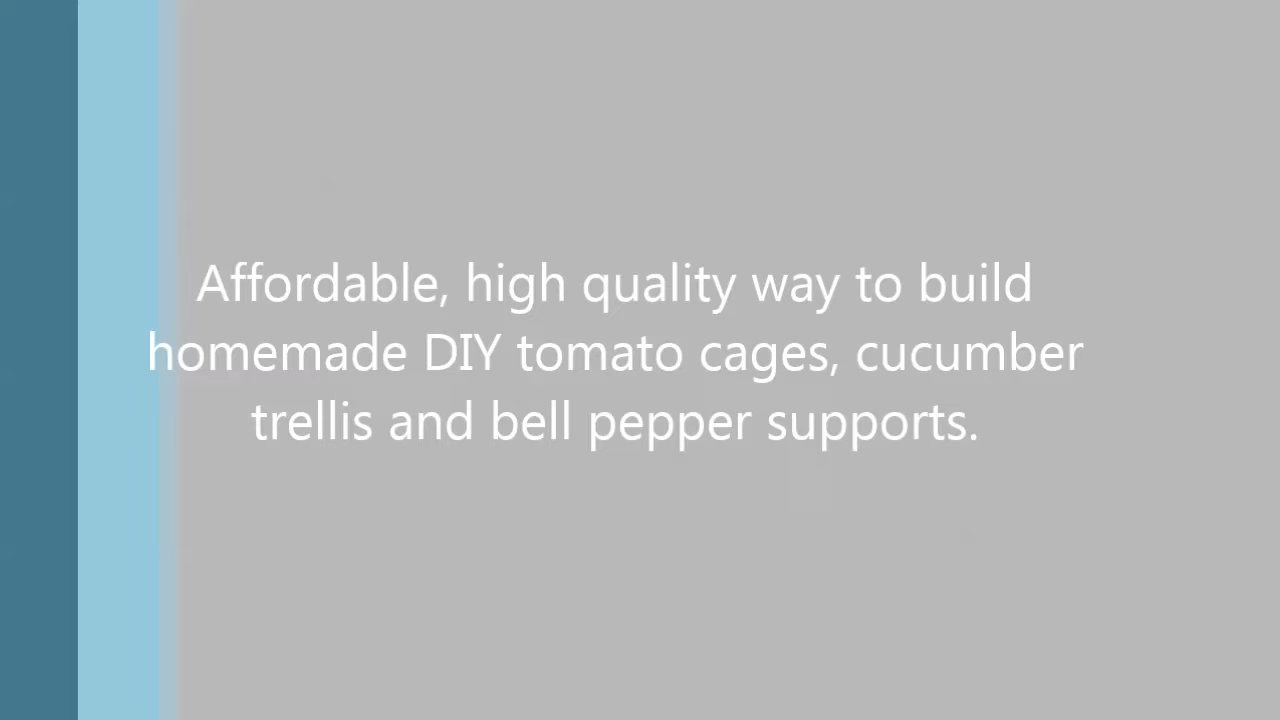 Affordable, high quality way to build
homemade DIY tomato cages, cucumber
trellis and bell pepper supports.